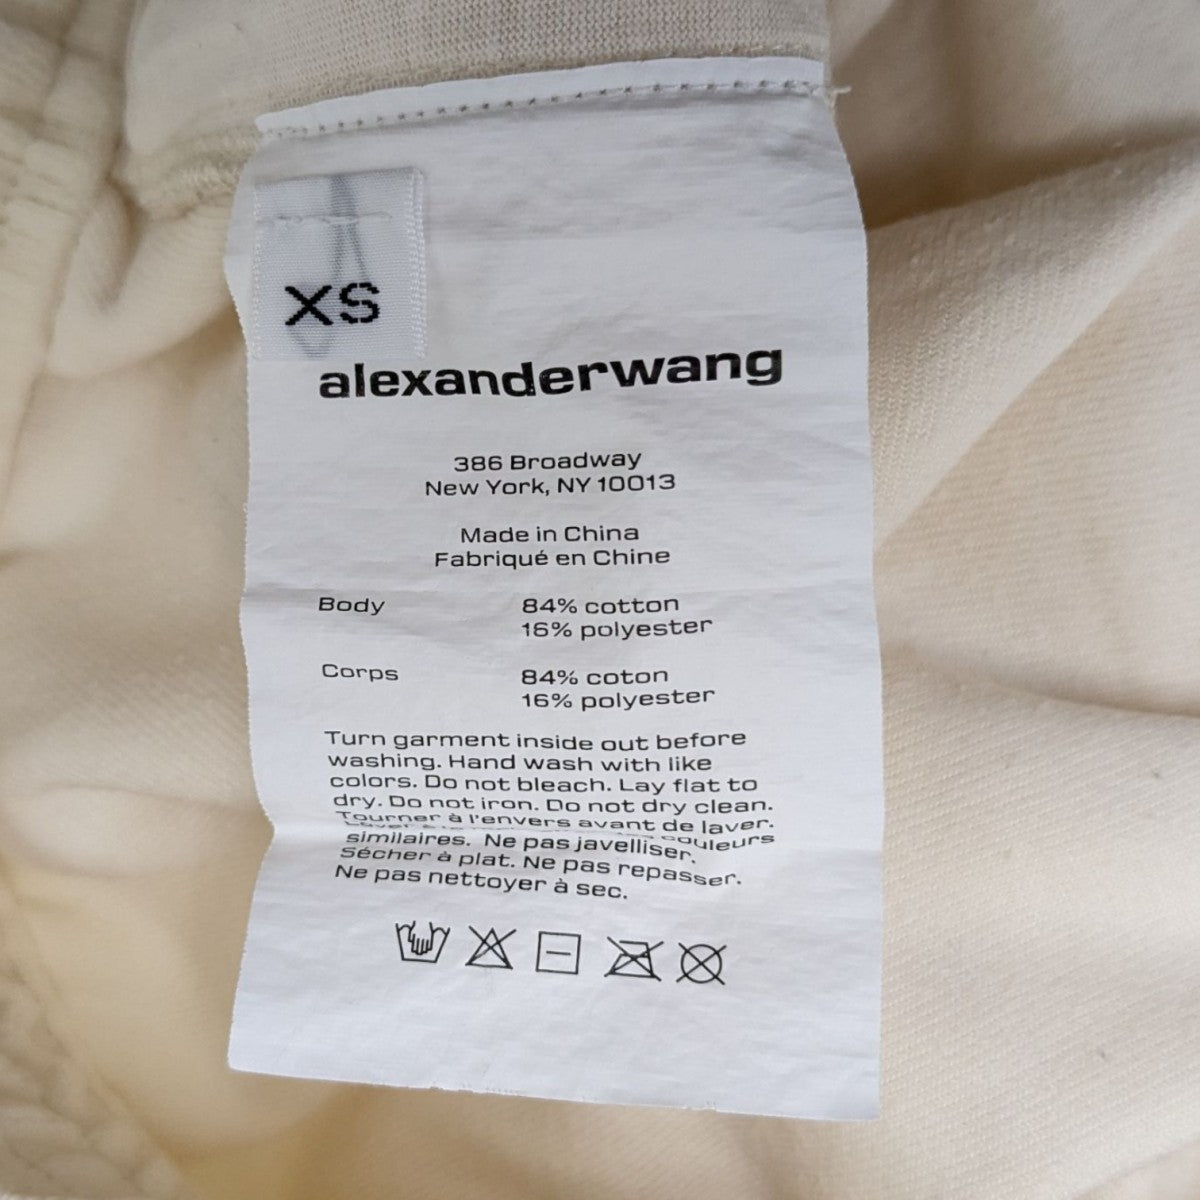 XS
alexanderwang
386 Broadway
New York, NY 10013
Made in China
Fabriqué en Chine
Body 84% cotton
16% polyester
Corps 84% coton
16% polyester
Turn garment inside out before
washing. Hand wash with like
colors. Do not bleach. Lay flat to
dry. Do not iron. Do not dry clean.
Tourner à l'envers avant de laver.
couleurs
similaires. Ne pas javelliser.
Sécher à plat. Ne pas repasser.
Ne pas nettoyer à sec.